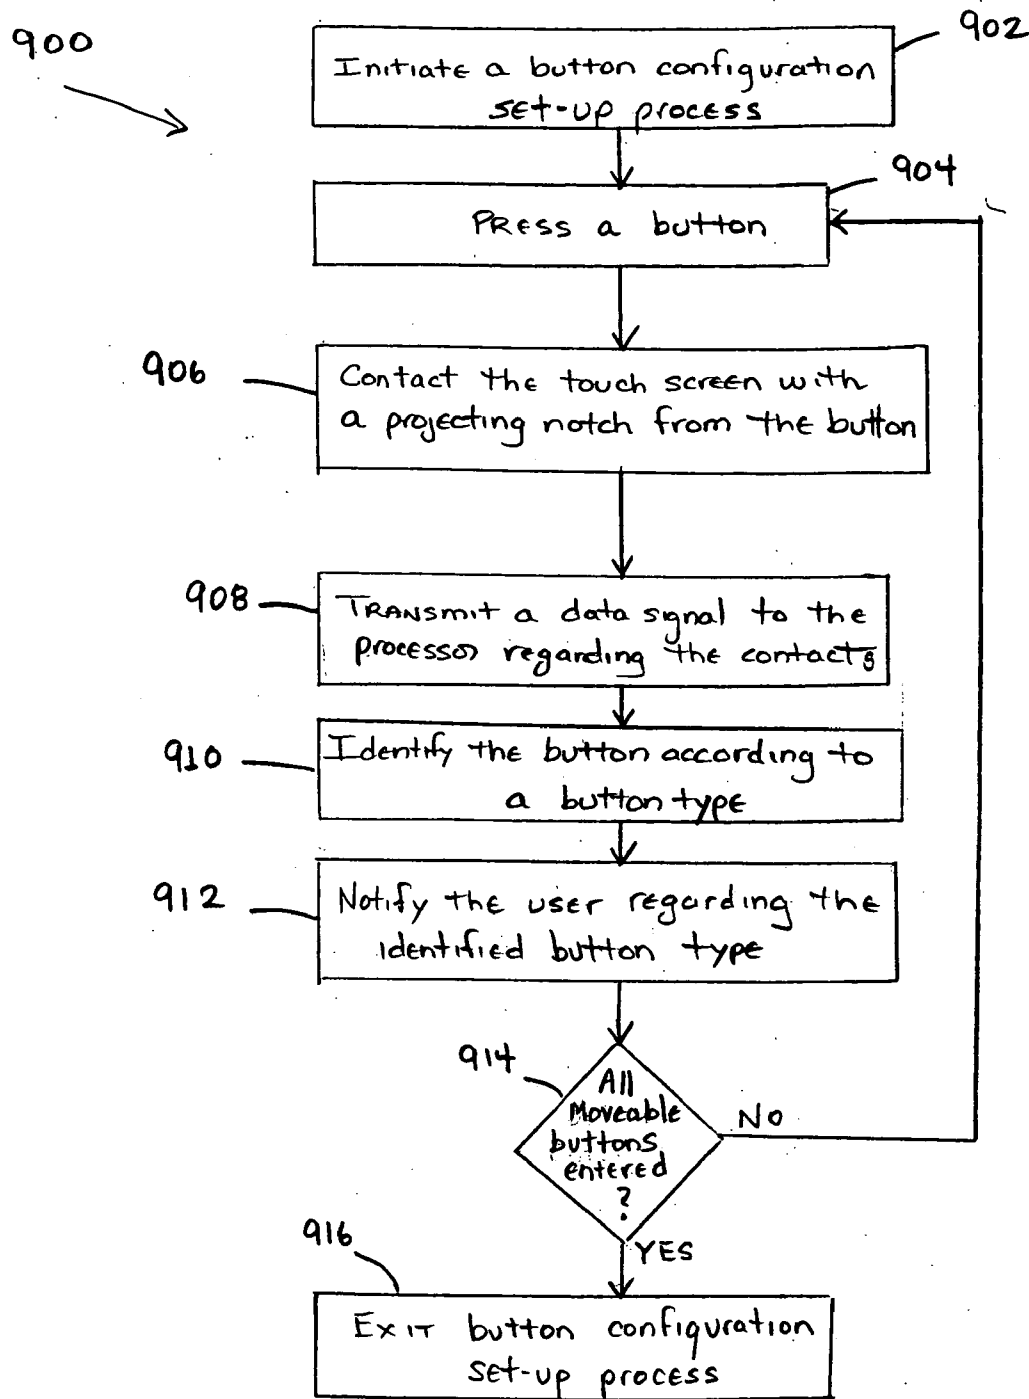 900
902
Initiate a button configuration
set-up process
904
Press a button
906
Contact the touch screen with
a projecting notch from the button
908
Transmit a data signal to the
processor regarding the contacts
910
Identify the button according to
a button type
912
Notify the user regarding the
identified button type
914
All
Moveable
buttons
entered
?
NO
YES
916
Exit button configuration
set-up process